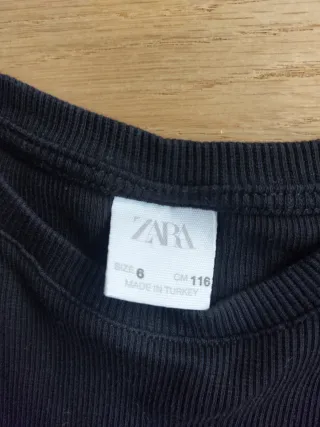 ZARA
SIZE 6 CM 116
MADE IN TURKEY